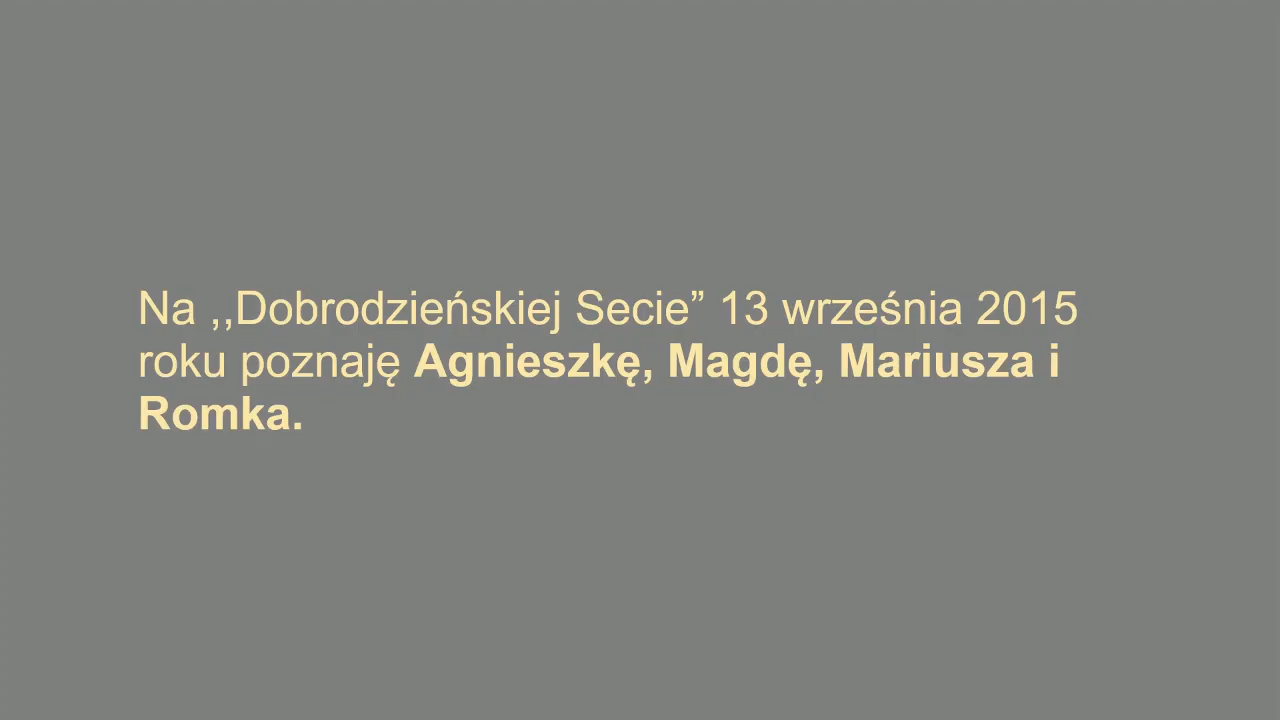 Na ,,Dobrodzieńskiej Secie” 13 września 2015
roku poznaję Agnieszkę, Magdę, Mariusza i
Romka.